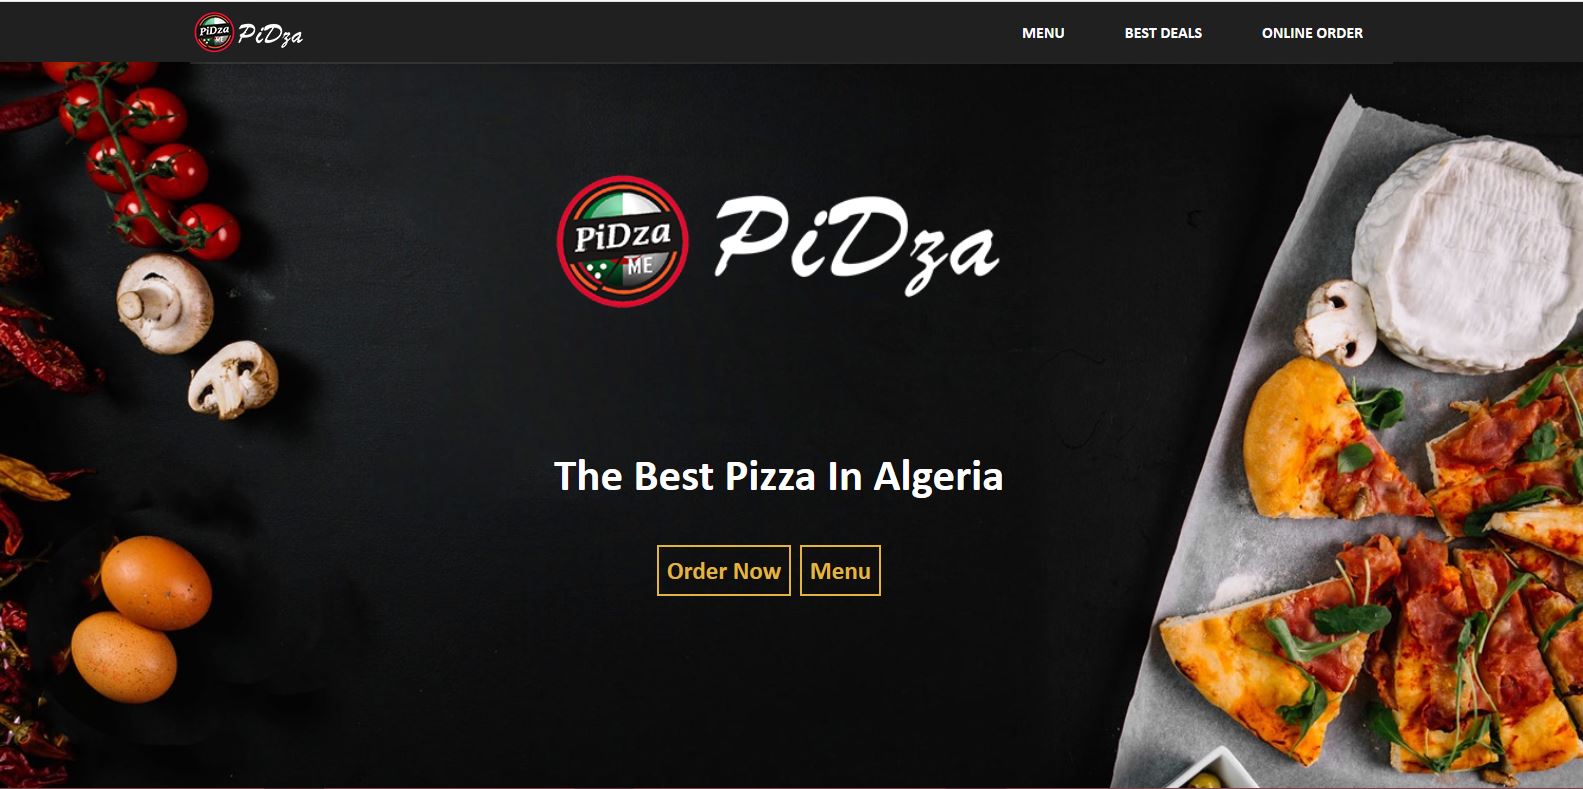 PiDza
ME
PiDza
MENU
BEST DEALS
ONLINE ORDER
PiDza
ME
PiDza
The Best Pizza In Algeria
Order Now
Menu